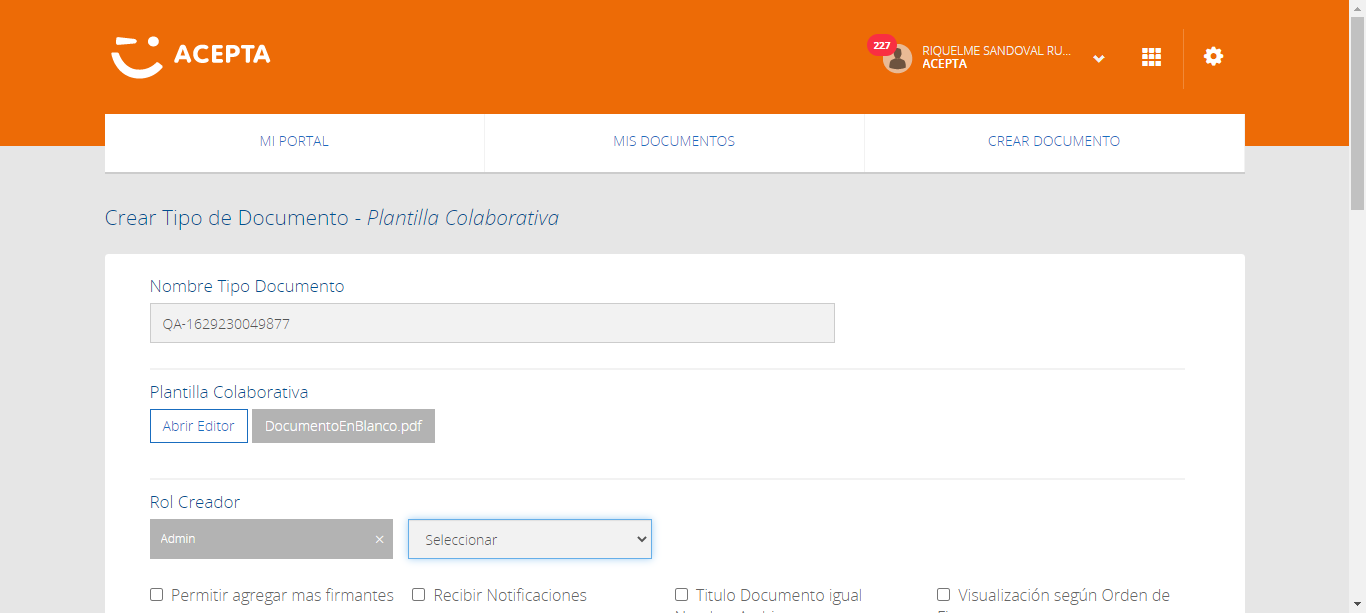 ACEPTA
227
RIQUELME SANDOVAL RU...
ACEPTA
MI PORTAL
MIS DOCUMENTOS
CREAR DOCUMENTO
Crear Tipo de Documento - Plantilla Colaborativa
Nombre Tipo Documento
QA-1629230049877
Plantilla Colaborativa
Abrir Editor
DocumentoEnBlanco.pdf
Rol Creador
Admin ×
Seleccionar
Permitir agregar mas firmantes
Recibir Notificaciones
Titulo Documento igual
Visualización según Orden de